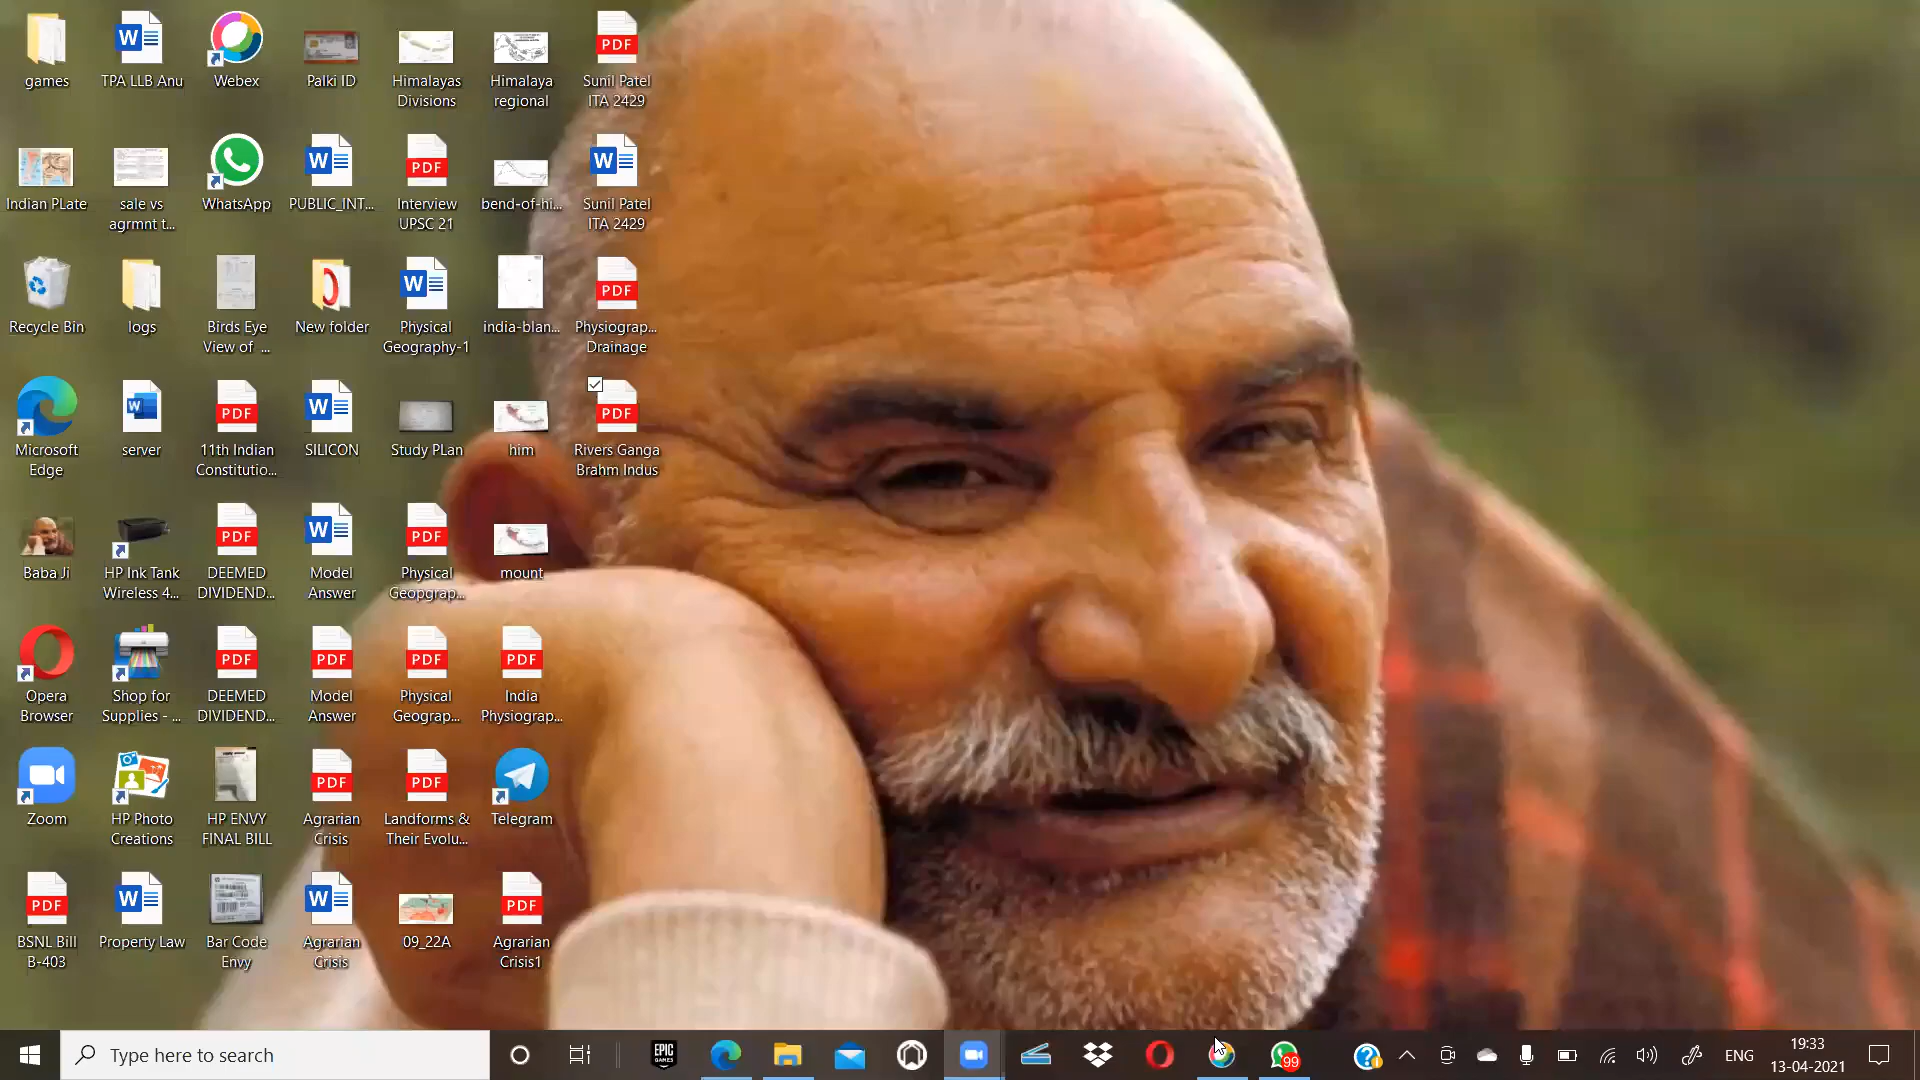 games
TPA LLB Anu
Webex
Palki ID
Himalayas
Divisions
Himalaya
regional
PDF
Sunil Patel
ITA 2429
Indian PLate
sale vs
agrmnt t...
WhatsApp
PUBLIC_INT...
PDF
Interview
UPSC 21
bend-of-hi...
Sunil Patel
ITA 2429
Recycle Bin
logs
Birds Eye
View of ...
New folder
Physical
Geography-1
india-blan...
PDF
Physiograp...
Drainage
Microsoft
Edge
server
PDF
11th Indian
Constitutio...
SILICON
Study PLan
him
PDF
Rivers Ganga
Brahm Indus
Baba Ji
HP Ink Tank
Wireless 4...
PDF
DEEMED
DIVIDEND...
Model
Answer
PDF
Physical
Geopgrap...
mount
Opera
Browser
Shop for
Supplies - ...
PDF
DEEMED
DIVIDEND...
PDF
Model
Answer
PDF
Physical
Geograp...
PDF
India
Physiograp...
Zoom
HP Photo
Creations
HP ENVY
FINAL BILL
PDF
Agrarian
Crisis
PDF
Landforms &
Their Evolu...
Telegram
PDF
BSNL Bill
B-403
Property Law
Bar Code
Envy
Agrarian
Crisis
09_22A
PDF
Agrarian
Crisis1
Type here to search
EPIC
GAMES
99
ENG
19:33
13-04-2021